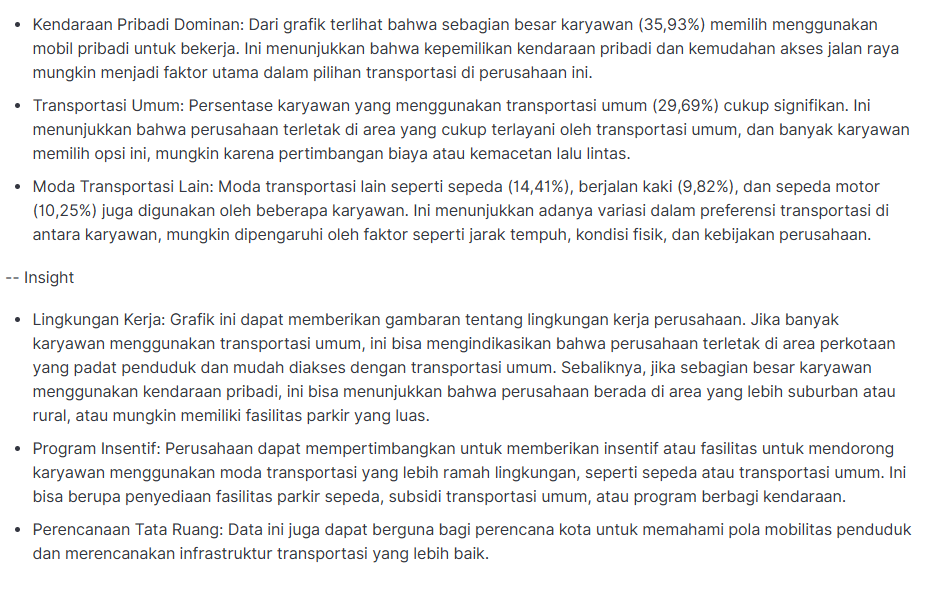 • Kendaraan Pribadi Dominan: Dari grafik terlihat bahwa sebagian besar karyawan (35,93%) memilih menggunakan
mobil pribadi untuk bekerja. Ini menunjukkan bahwa kepemilikan kendaraan pribadi dan kemudahan akses jalan raya
mungkin menjadi faktor utama dalam pilihan transportasi di perusahaan ini.
• Transportasi Umum: Persentase karyawan yang menggunakan transportasi umum (29,69%) cukup signifikan. Ini
menunjukkan bahwa perusahaan terletak di area yang cukup terlayani oleh transportasi umum, dan banyak karyawan
memilih opsi ini, mungkin karena pertimbangan biaya atau kemacetan lalu lintas.
• Moda Transportasi Lain: Moda transportasi lain seperti sepeda (14,41%), berjalan kaki (9,82%), dan sepeda motor
(10,25%) juga digunakan oleh beberapa karyawan. Ini menunjukkan adanya variasi dalam preferensi transportasi di
antara karyawan, mungkin dipengaruhi oleh faktor seperti jarak tempuh, kondisi fisik, dan kebijakan perusahaan.
-- Insight
• Lingkungan Kerja: Grafik ini dapat memberikan gambaran tentang lingkungan kerja perusahaan. Jika banyak
karyawan menggunakan transportasi umum, ini bisa mengindikasikan bahwa perusahaan terletak di area perkotaan
yang padat penduduk dan mudah diakses dengan transportasi umum. Sebaliknya, jika sebagian besar karyawan
menggunakan kendaraan pribadi, ini bisa menunjukkan bahwa perusahaan berada di area yang lebih suburban atau
rural, atau mungkin memiliki fasilitas parkir yang luas.
• Program Insentif: Perusahaan dapat mempertimbangkan untuk memberikan insentif atau fasilitas untuk mendorong
karyawan menggunakan moda transportasi yang lebih ramah lingkungan, seperti sepeda atau transportasi umum. Ini
bisa berupa penyediaan fasilitas parkir sepeda, subsidi transportasi umum, atau program berbagi kendaraan.
• Perencanaan Tata Ruang: Data ini juga dapat berguna bagi perencana kota untuk memahami pola mobilitas penduduk
dan merencanakan infrastruktur transportasi yang lebih baik.